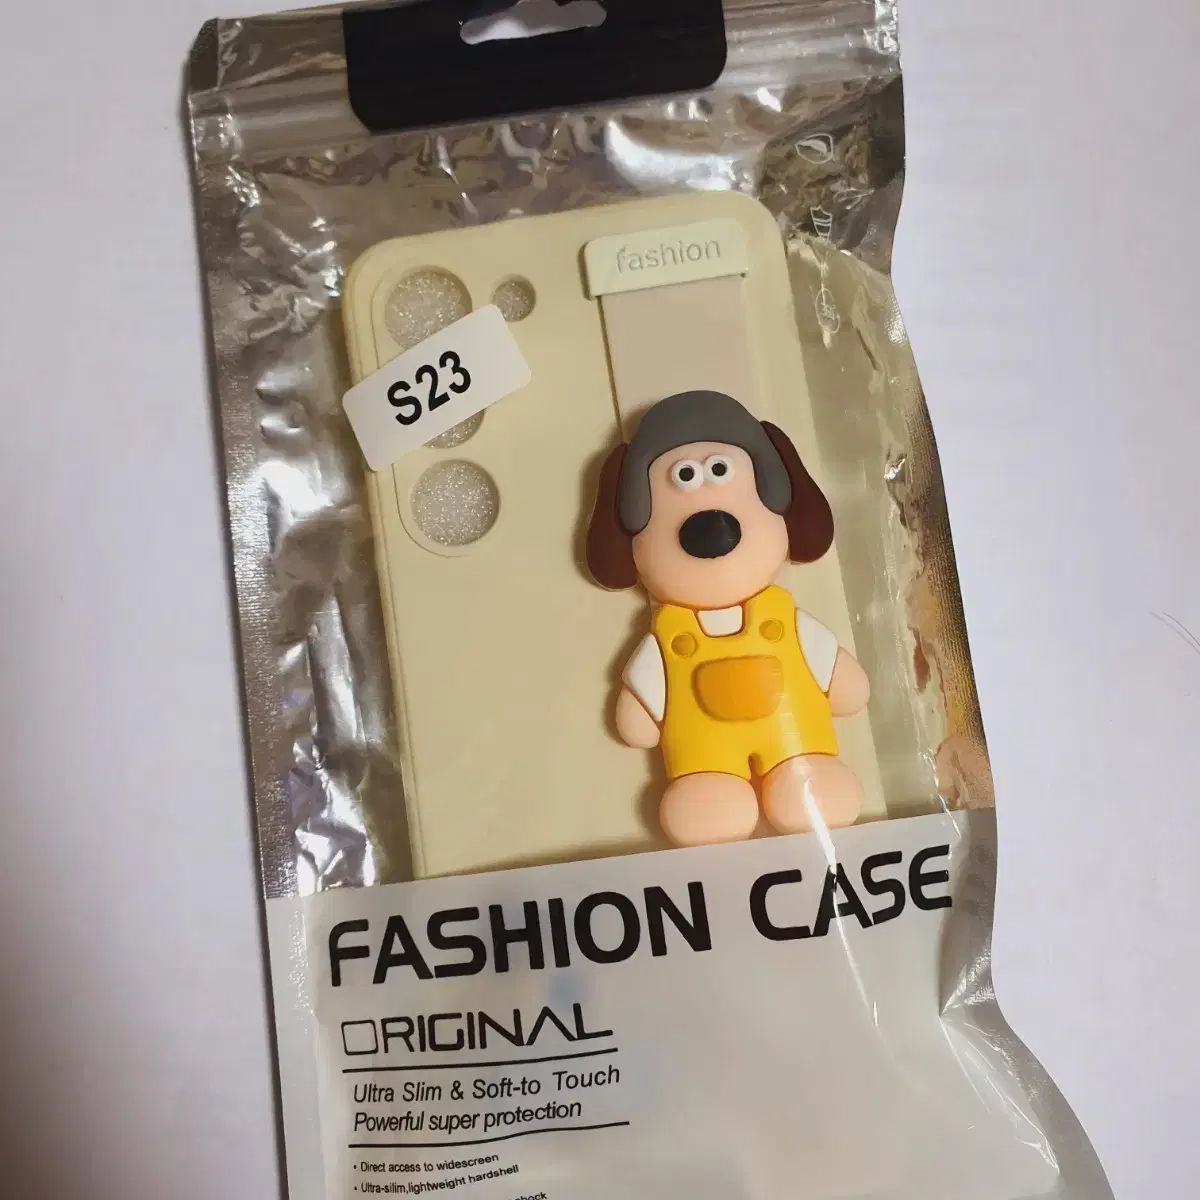 fashion
S23
FASHION CASE
ORIGINAL
Ultra Slim & Soft-to Touch
Powerful super protection
• Direct access to widescreen
• Ultra-silim,lightweight hardshell
shock